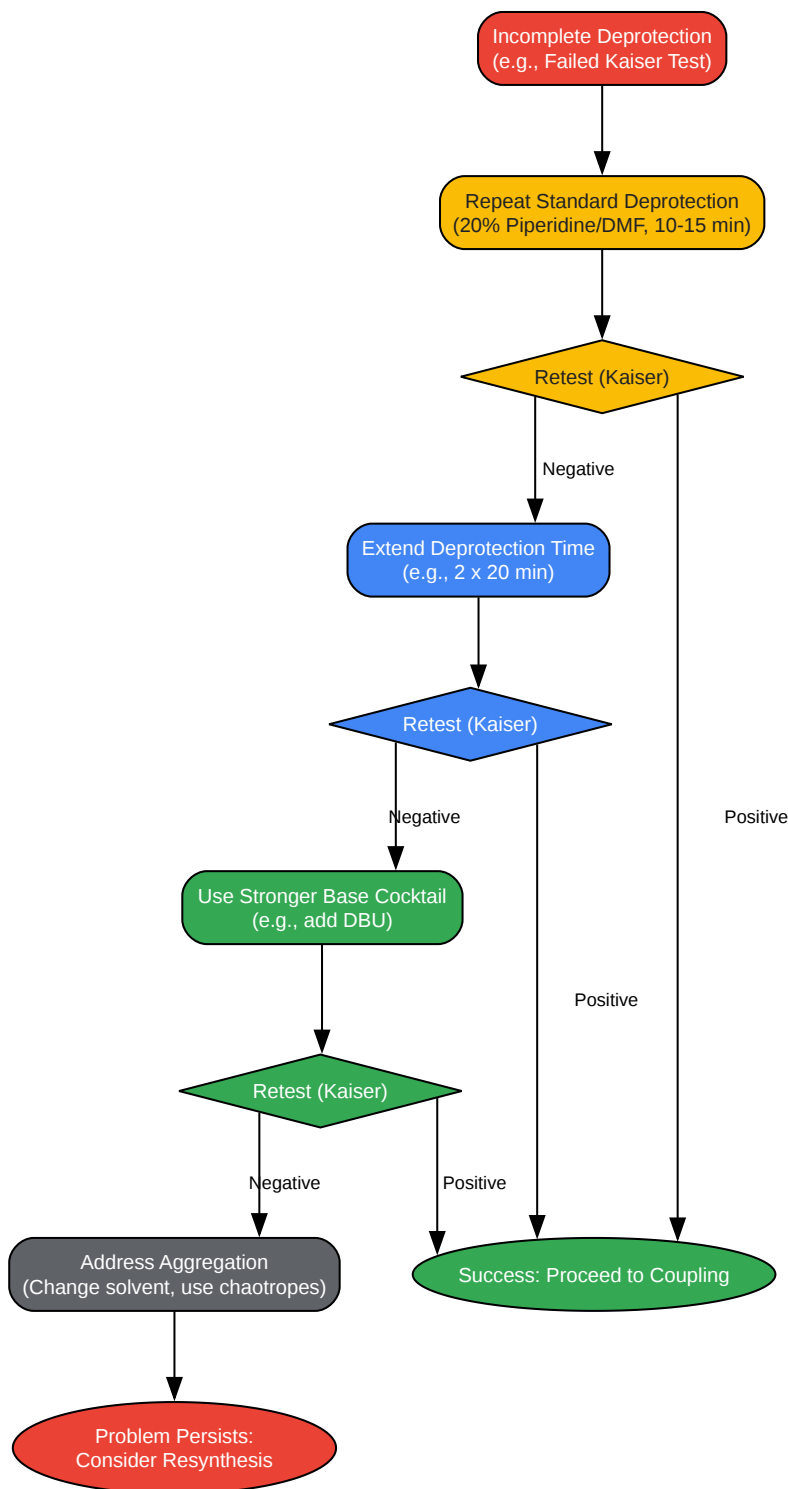 Incomplete Deprotection
(e.g., Failed Kaiser Test)
Repeat Standard Deprotection
(20% Piperidine/DMF, 10-15 min)
Retest (Kaiser)
Negative
Extend Deprotection Time
(e.g., 2 x 20 min)
Retest (Kaiser)
Negative
Positive
Use Stronger Base Cocktail
(e.g., add DBU)
Positive
Retest (Kaiser)
Negative
Positive
Address Aggregation
(Change solvent, use chaotropes)
Success: Proceed to Coupling
Problem Persists:
Consider Resynthesis